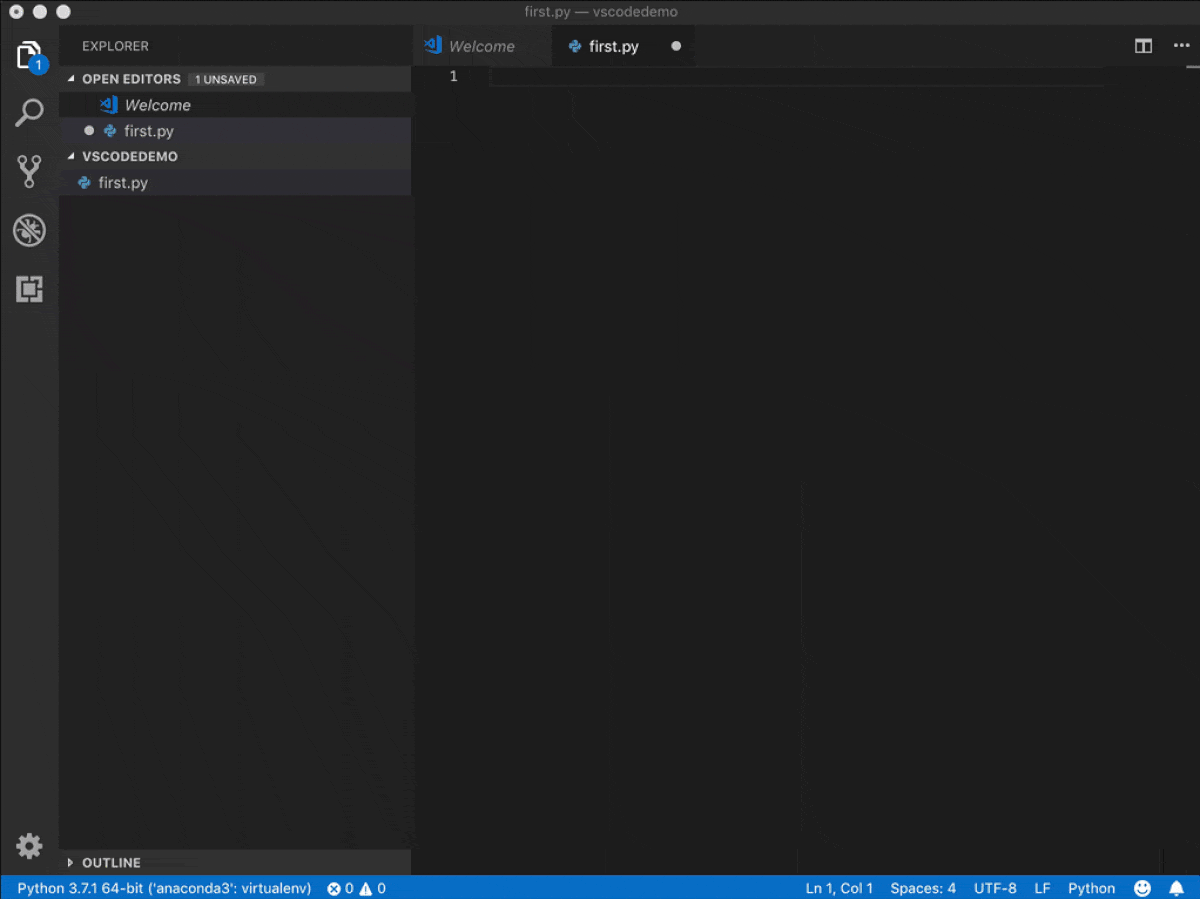 first.py — vscodedemo
EXPLORER
1
OPEN EDITORS 1 UNSAVED
Welcome
first.py
VSCODEDEMO
first.py
OUTLINE
Welcome first.py
1
Python 3.7.1 64-bit ('anaconda3': virtualenv) 0 0 Ln 1, Col 1 Spaces: 4 UTF-8 LF Python